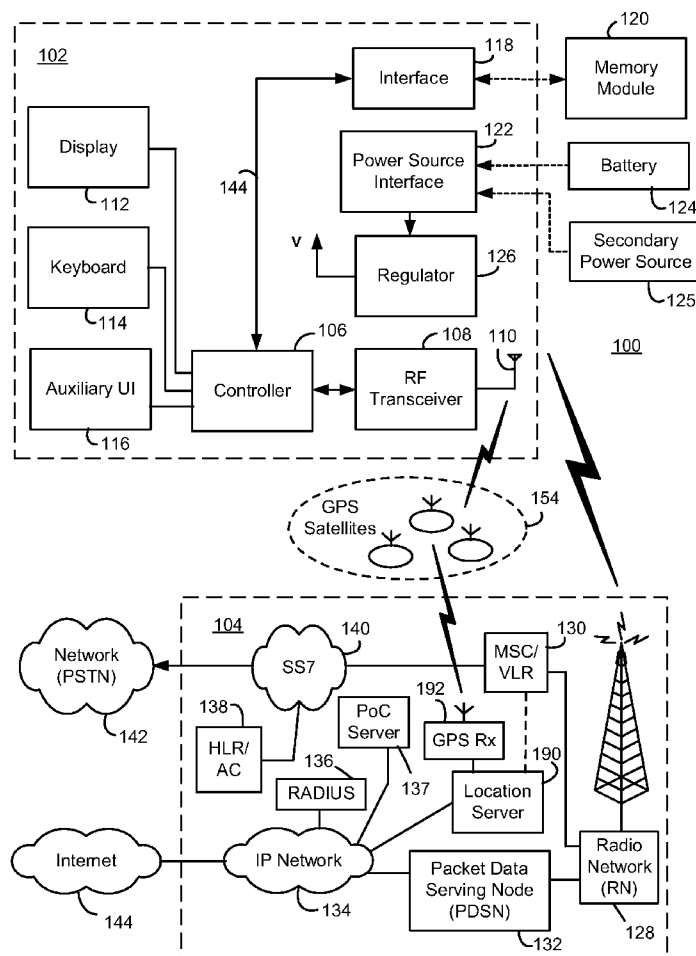 102
118
Interface
120
Memory
Module
Display
112
144
122
Power Source
Interface
Battery
124
Keyboard
114
V
Regulator
126
Secondary
Power Source
125
106
108
110
100
Auxiliary UI
116
Controller
RF
Transceiver
GPS
Satellites
154
104
140
130
Network
(PSTN)
142
SS7
MSC/
VLR
138
HLR/
AC
PoC
Server
137
192
GPS Rx
190
136
RADIUS
Location
Server
Internet
144
IP Network
134
Packet Data
Serving Node
(PDSN)
132
Radio
Network
(RN)
128